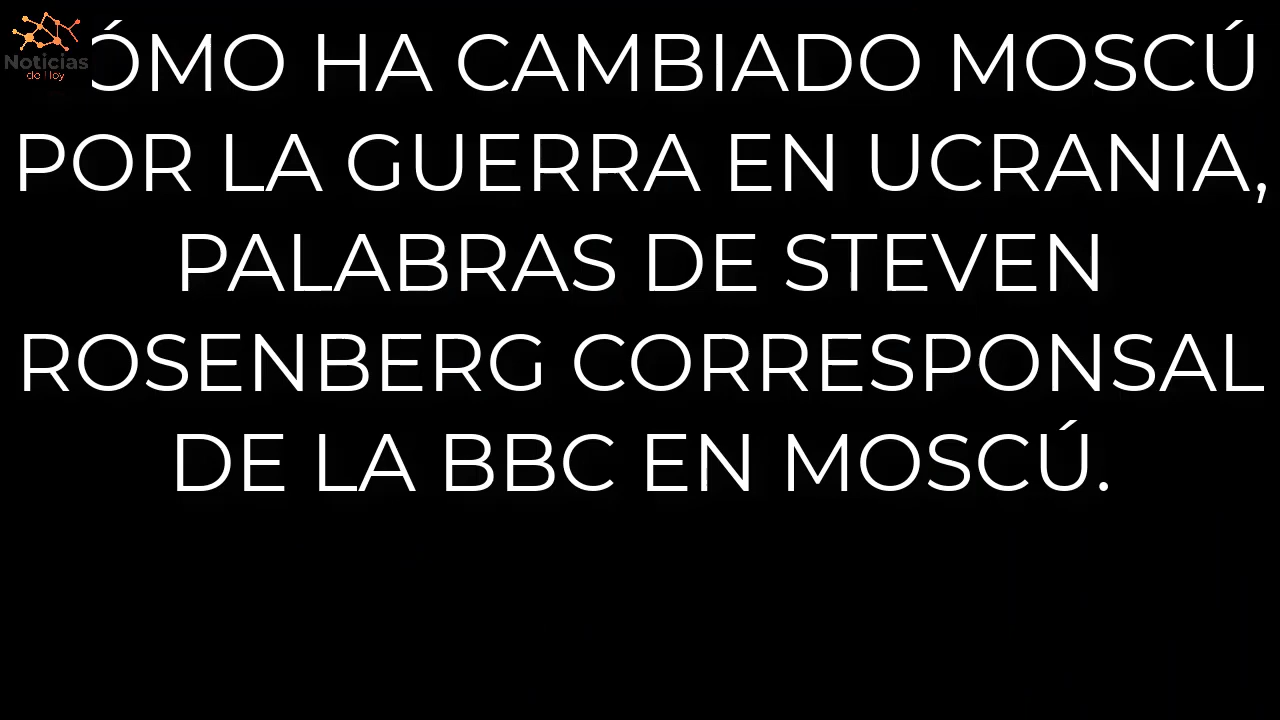 Noticias
de Hoy
ÓMO HA CAMBIADO MOSCÚ
POR LA GUERRA EN UCRANIA,
PALABRAS DE STEVEN
ROSENBERG CORRESPONSAL
DE LA BBC EN MOSCÚ.